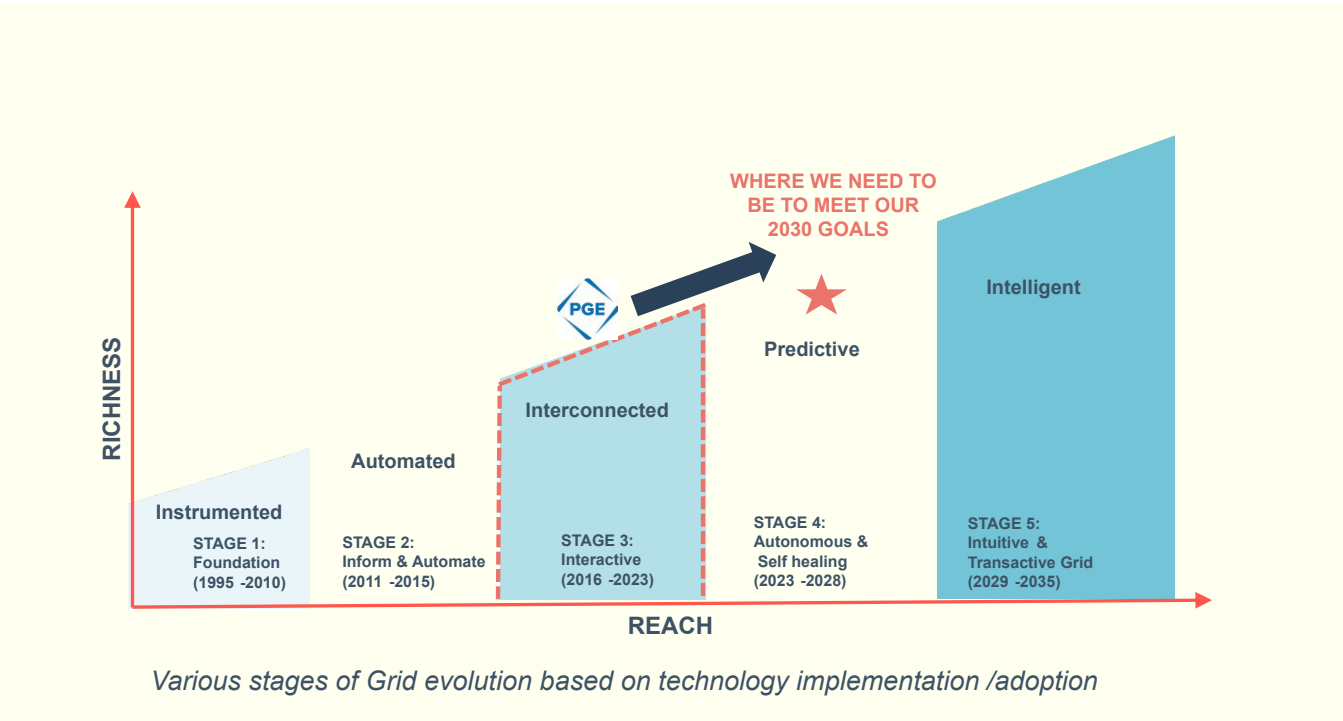 WHERE WE NEED TO
BE TO MEET OUR
2030 GOALS
PGE
Intelligent
Predictive
Interconnected
Automated
Instrumented
RICHNESS
STAGE 1:
Foundation
(1995 -2010)
STAGE 2:
Inform & Automate
(2011 -2015)
STAGE 3:
Interactive
(2016 -2023)
STAGE 4:
Autonomous &
Self healing
(2023 -2028)
STAGE 5:
Intuitive &
Transactive Grid
(2029 -2035)
REACH
Various stages of Grid evolution based on technology implementation /adoption